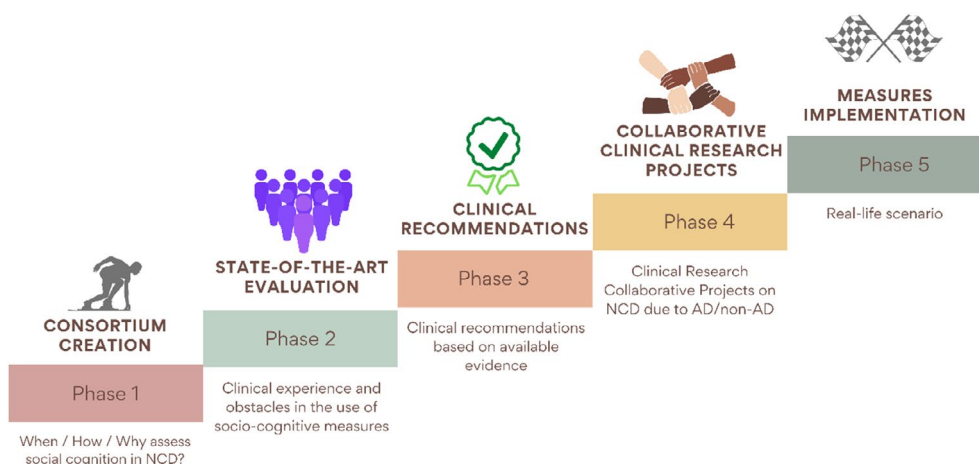 CONSORTIUM
CREATION
Phase 1
When / How / Why assess
social cognition in NCD?
STATE-OF-THE-ART
EVALUATION
Phase 2
Clinical experience and
obstacles in the use of
socio-cognitive measures
CLINICAL
RECOMMENDATIONS
Phase 3
Clinical recommendations
based on available
evidence
COLLABORATIVE
CLINICAL RESEARCH
PROJECTS
Phase 4
Clinical Research
Collaborative Projects on
NCD due to AD/non-AD
MEASURES
IMPLEMENTATION
Phase 5
Real-life scenario